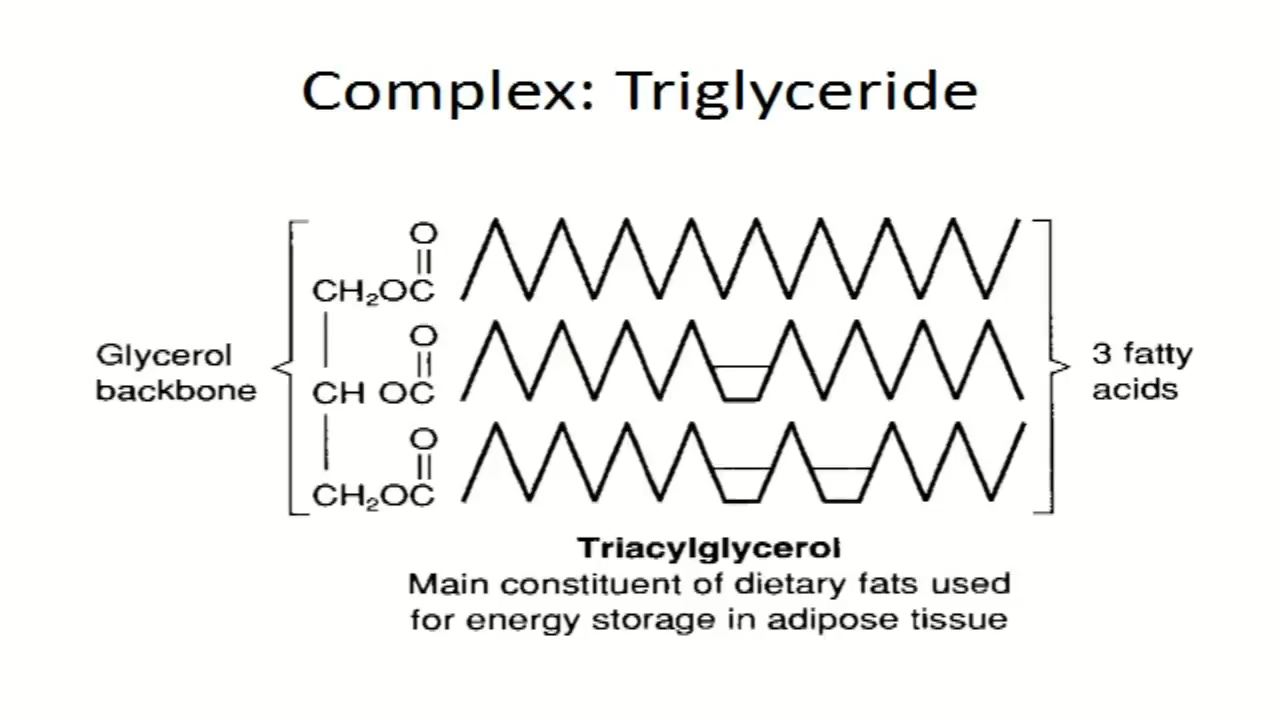 Complex: Triglyceride
Glycerol
backbone
O
||
CH₂OC
|
O
||
CH OC
|
O
||
CH₂OC
3 fatty
acids
Triacylglycerol
Main constituent of dietary fats used
for energy storage in adipose tissue